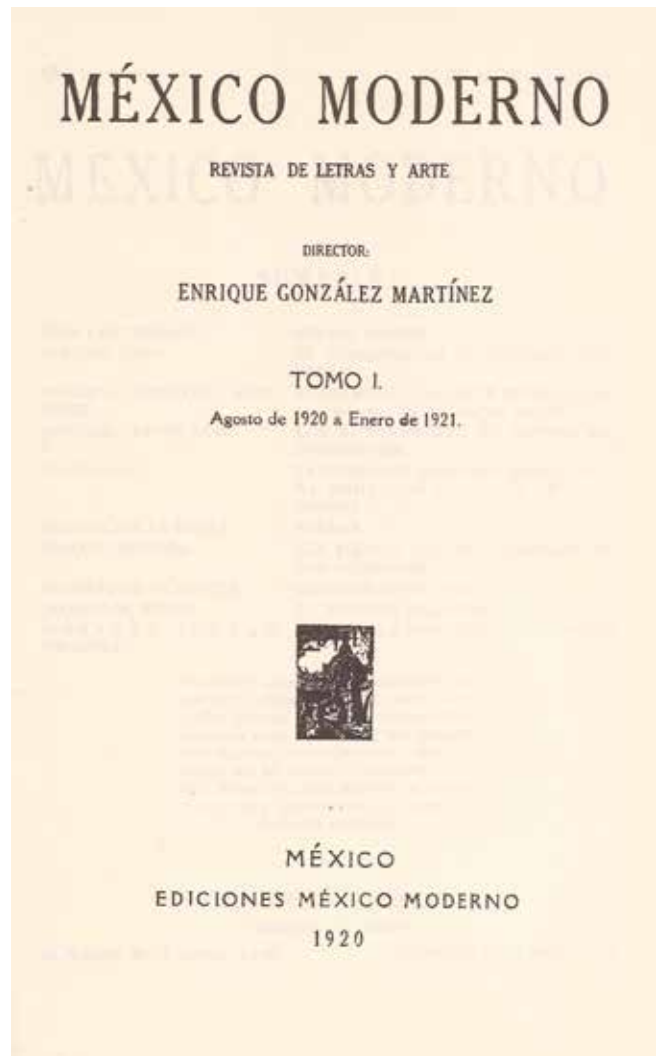 MÉXICO MODERNO
REVISTA DE LETRAS Y ARTE
DIRECTOR:
ENRIQUE GONZÁLEZ MARTÍNEZ
TOMO I.
Agosto de 1920 a Enero de 1921.
MÉXICO
EDICIONES MÉXICO MODERNO
1920